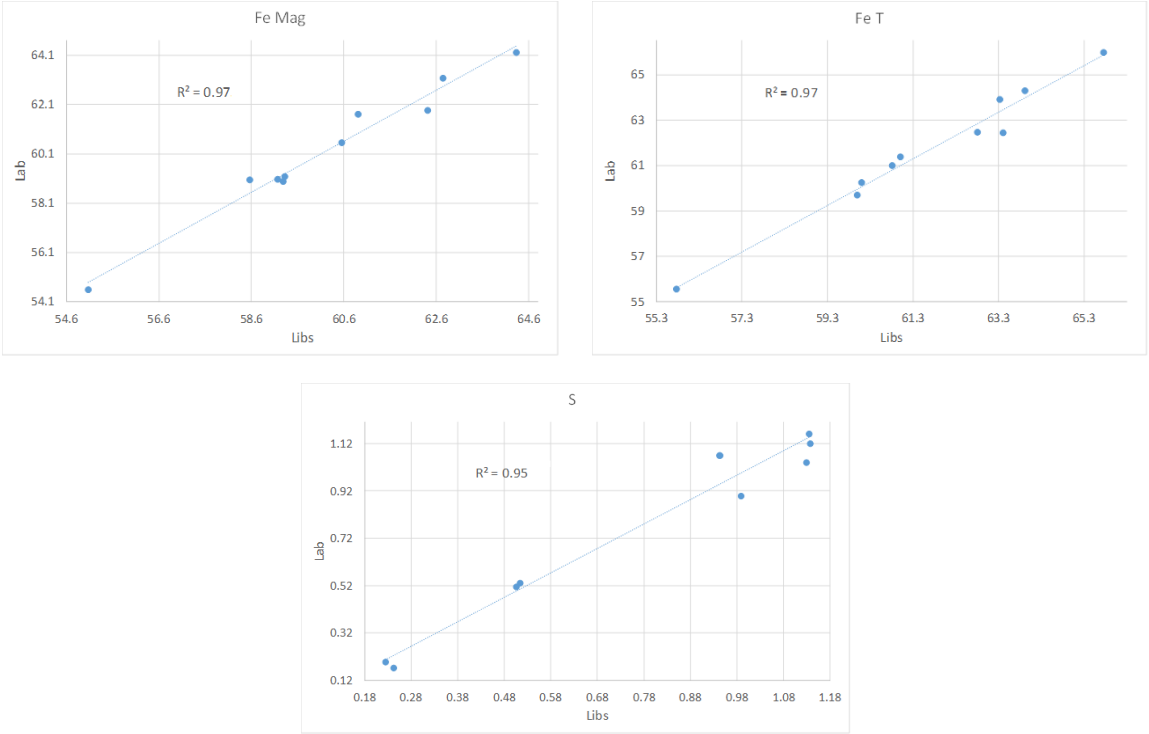 Fe Mag
64.1
62.1
60.1
58.1
56.1
54.1
Lab
R² = 0.97
54.6 56.6 58.6 60.6 62.6 64.6
Libs
Fe T
65
63
61
59
57
55
Lab
R² = 0.97
55.3 57.3 59.3 61.3 63.3 65.3
Libs
S
1.12
0.92
0.72
0.52
0.32
0.12
Lab
R² = 0.95
0.18 0.28 0.38 0.48 0.58 0.68 0.78 0.88 0.98 1.08 1.18
Libs